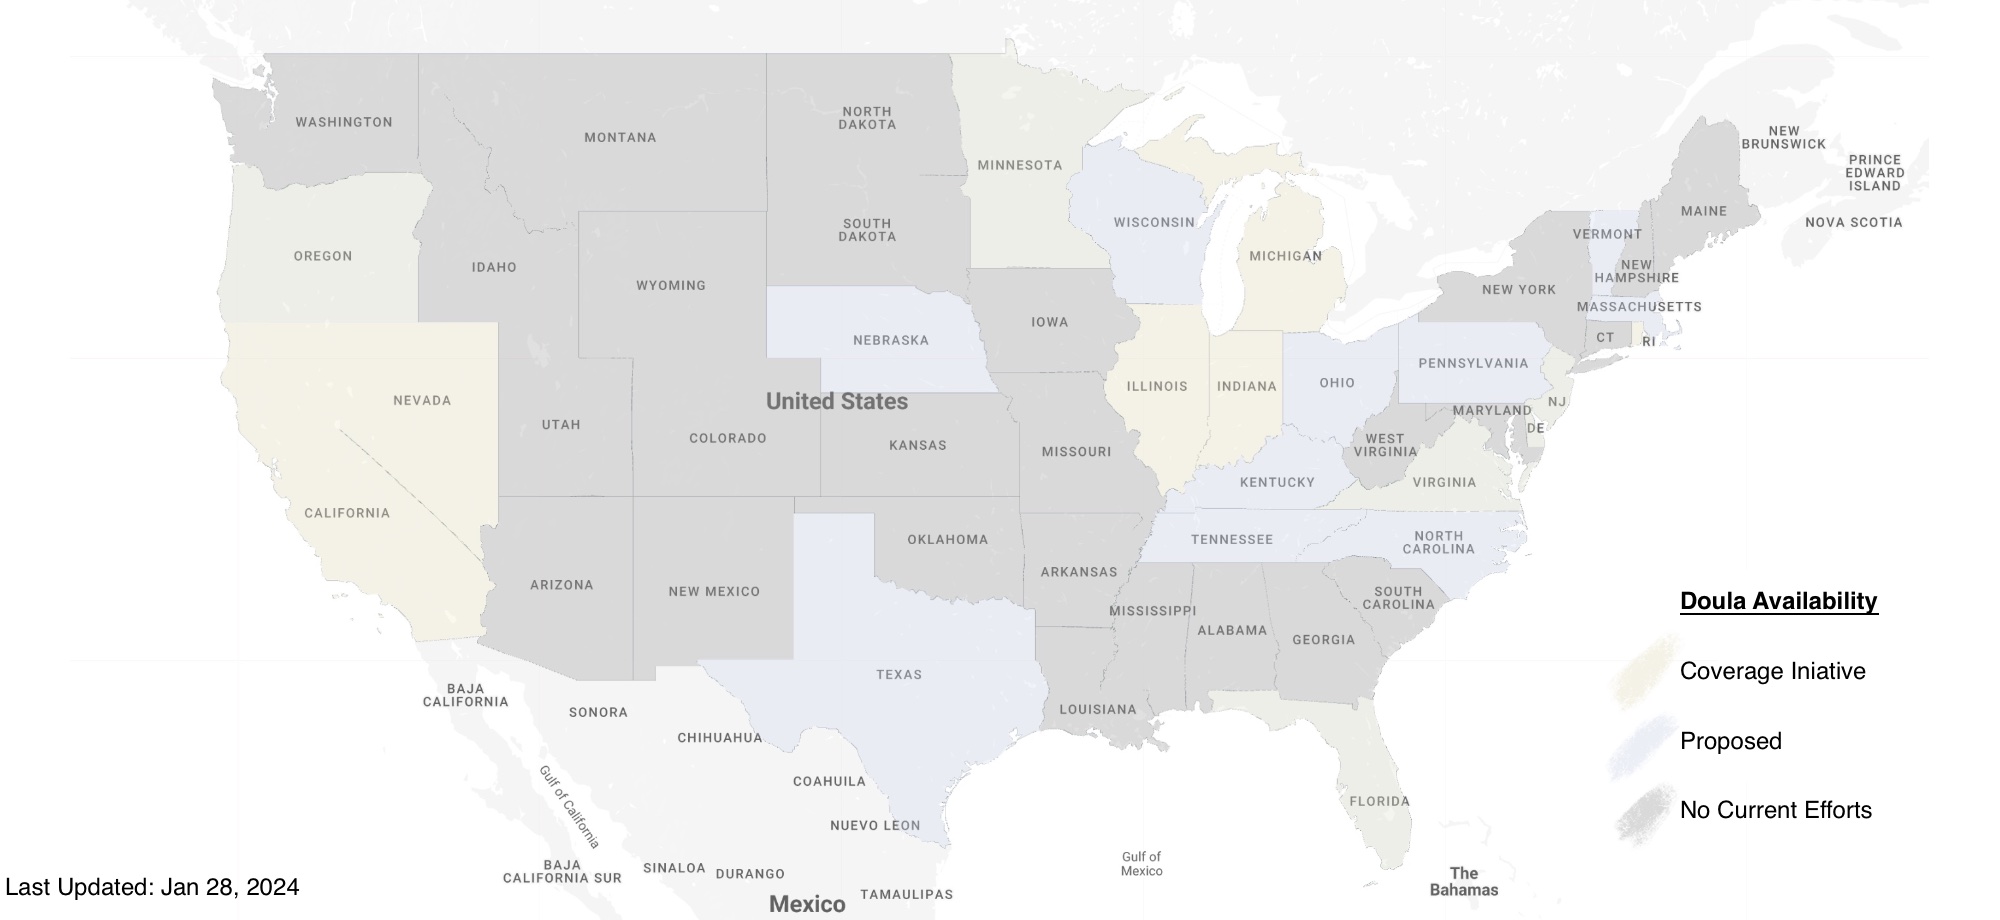 WASHINGTON
MONTANA
NORTH
DAKOTA
MINNESOTA
NEW
BRUNSWICK
PRINCE
EDWARD
ISLAND
MAINE
NOVA SCOTIA
SOUTH
DAKOTA
WISCONSIN
VERMONT
OREGON
IDAHO
MICHIGAN
NEW
HAMPSHIRE
WYOMING
NEW YORK
MASSACHUSETTS
IOWA
NEBRASKA
CT
RI
PENNSYLVANIA
ILLINOIS
INDIANA
OHIO
NEVADA
United States
NJ
MARYLAND
UTAH
COLORADO
KANSAS
MISSOURI
WEST
VIRGINIA
DE
KENTUCKY
VIRGINIA
CALIFORNIA
OKLAHOMA
TENNESSEE
NORTH
CAROLINA
ARIZONA
NEW MEXICO
ARKANSAS
SOUTH
CAROLINA
MISSISSIPPI
ALABAMA
GEORGIA
Doula Availability
Coverage Iniative
Proposed
No Current Efforts
TEXAS
BAJA
CALIFORNIA
SONORA
LOUISIANA
CHIHUAHUA
COAHUILA
Gulf of California
FLORIDA
NUEVO LEON
BAJA
CALIFORNIA SUR
SINALOA
DURANGO
Gulf of
Mexico
The
Bahamas
TAMAULIPAS
Mexico
Last Updated: Jan 28, 2024